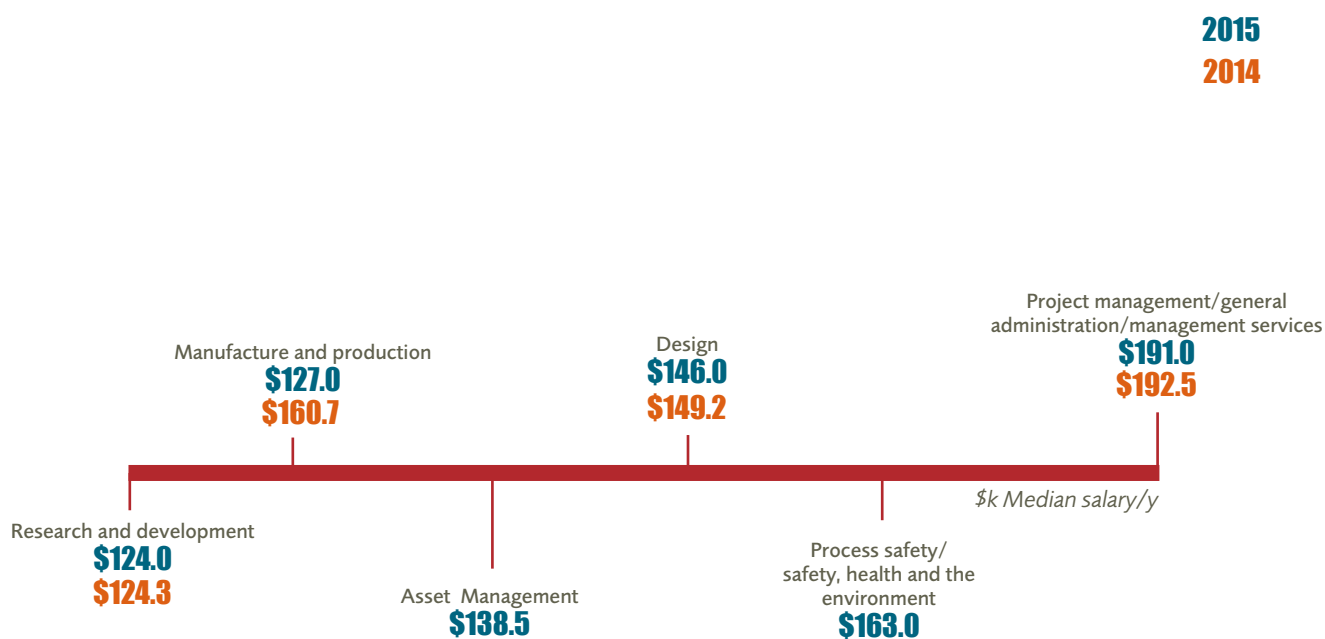 2015
2014
Project management/general
administration/management services
$191.0
$192.5
Manufacture and production
$127.0
$160.7
Design
$146.0
$149.2
$k Median salary/y
Research and development
$124.0
$124.3
Asset Management
$138.5
Process safety/
safety, health and the
environment
$163.0